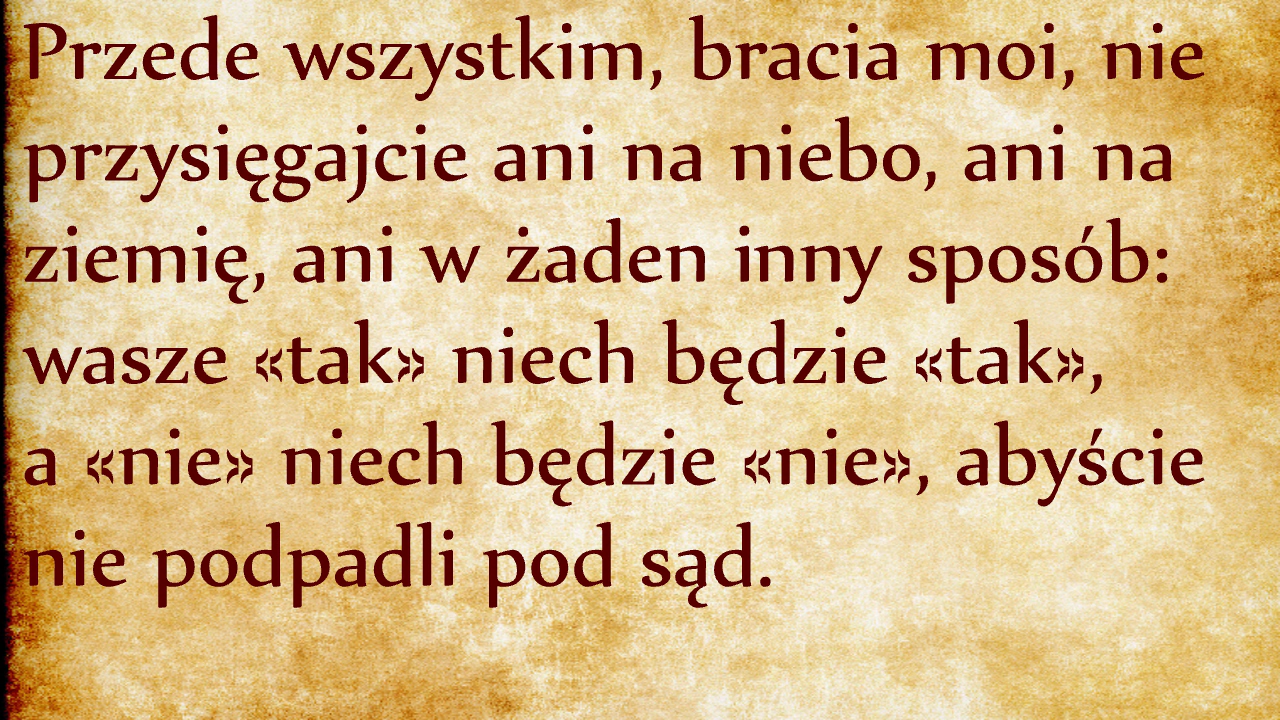 Przede wszystkim, bracia moi, nie
przysięgajcie ani na niebo, ani na
ziemię, ani w żaden inny sposób:
wasze «tak» niech będzie «tak»,
a «nie» niech będzie «nie», abyście
nie podpadli pod sąd.